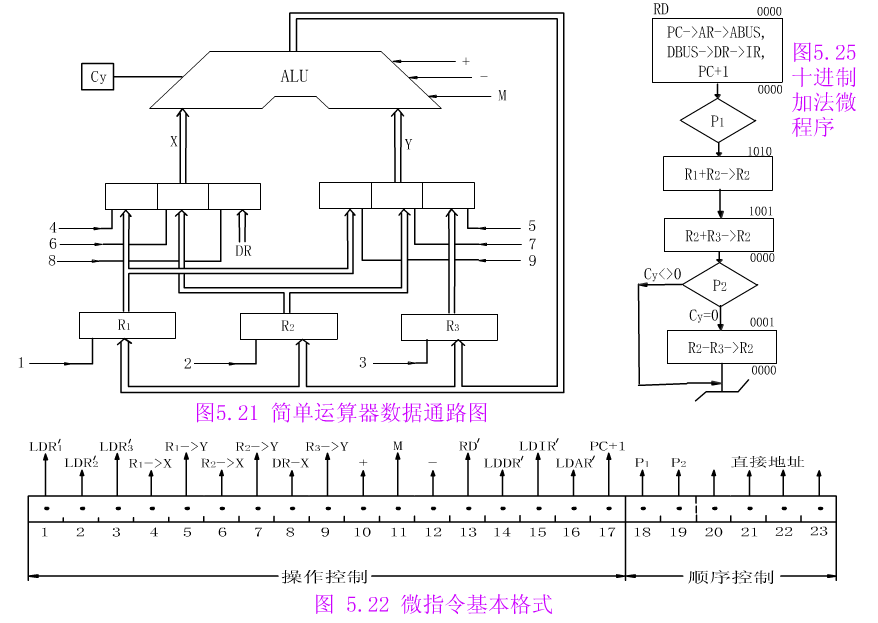 Cy
ALU
+
-
M
X
Y
4
6
8
DR
5
7
9
R1
R2
R3
1
2
3
图5.21 简单运算器数据通路图
RD
0000
PC->AR->ABUS,
DBUS->DR->IR,
PC+1
0000
图5.25
十进制
加法微
程序
P1
1010
R1+R2->R2
1001
R2+R3->R2
0000
Cy<>0
P2
Cy=0
0001
R2-R3->R2
0000
LDR1′ LDR3′ R1->Y R2->Y R3->Y M RD′ LDIR′ PC+1
LDR2′ R1->X R2->X DR-X + - LDDR′ LDAR′ P1 P2 直接地址
1 2 3 4 5 6 7 8 9 10 11 12 13 14 15 16 17 18 19 20 21 22 23
操作控制 顺序控制
图 5.22 微指令基本格式